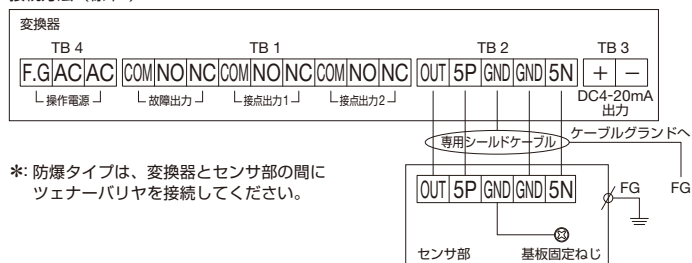 変換器
TB 4 TB 1 TB 2 TB 3
F.G AC AC COM NO NC COM NO NC COM NO NC OUT 5P GND GND 5N + −
操作電源 故障出力 接点出力1 接点出力2 DC4-20mA
出力
専用シールドケーブル ケーブルグランドへ
*: 防爆タイプは、変換器とセンサ部の間に
ツェナーバリヤを接続してください。
OUT 5P GND GND 5N FG FG
センサ部 基板固定ねじ